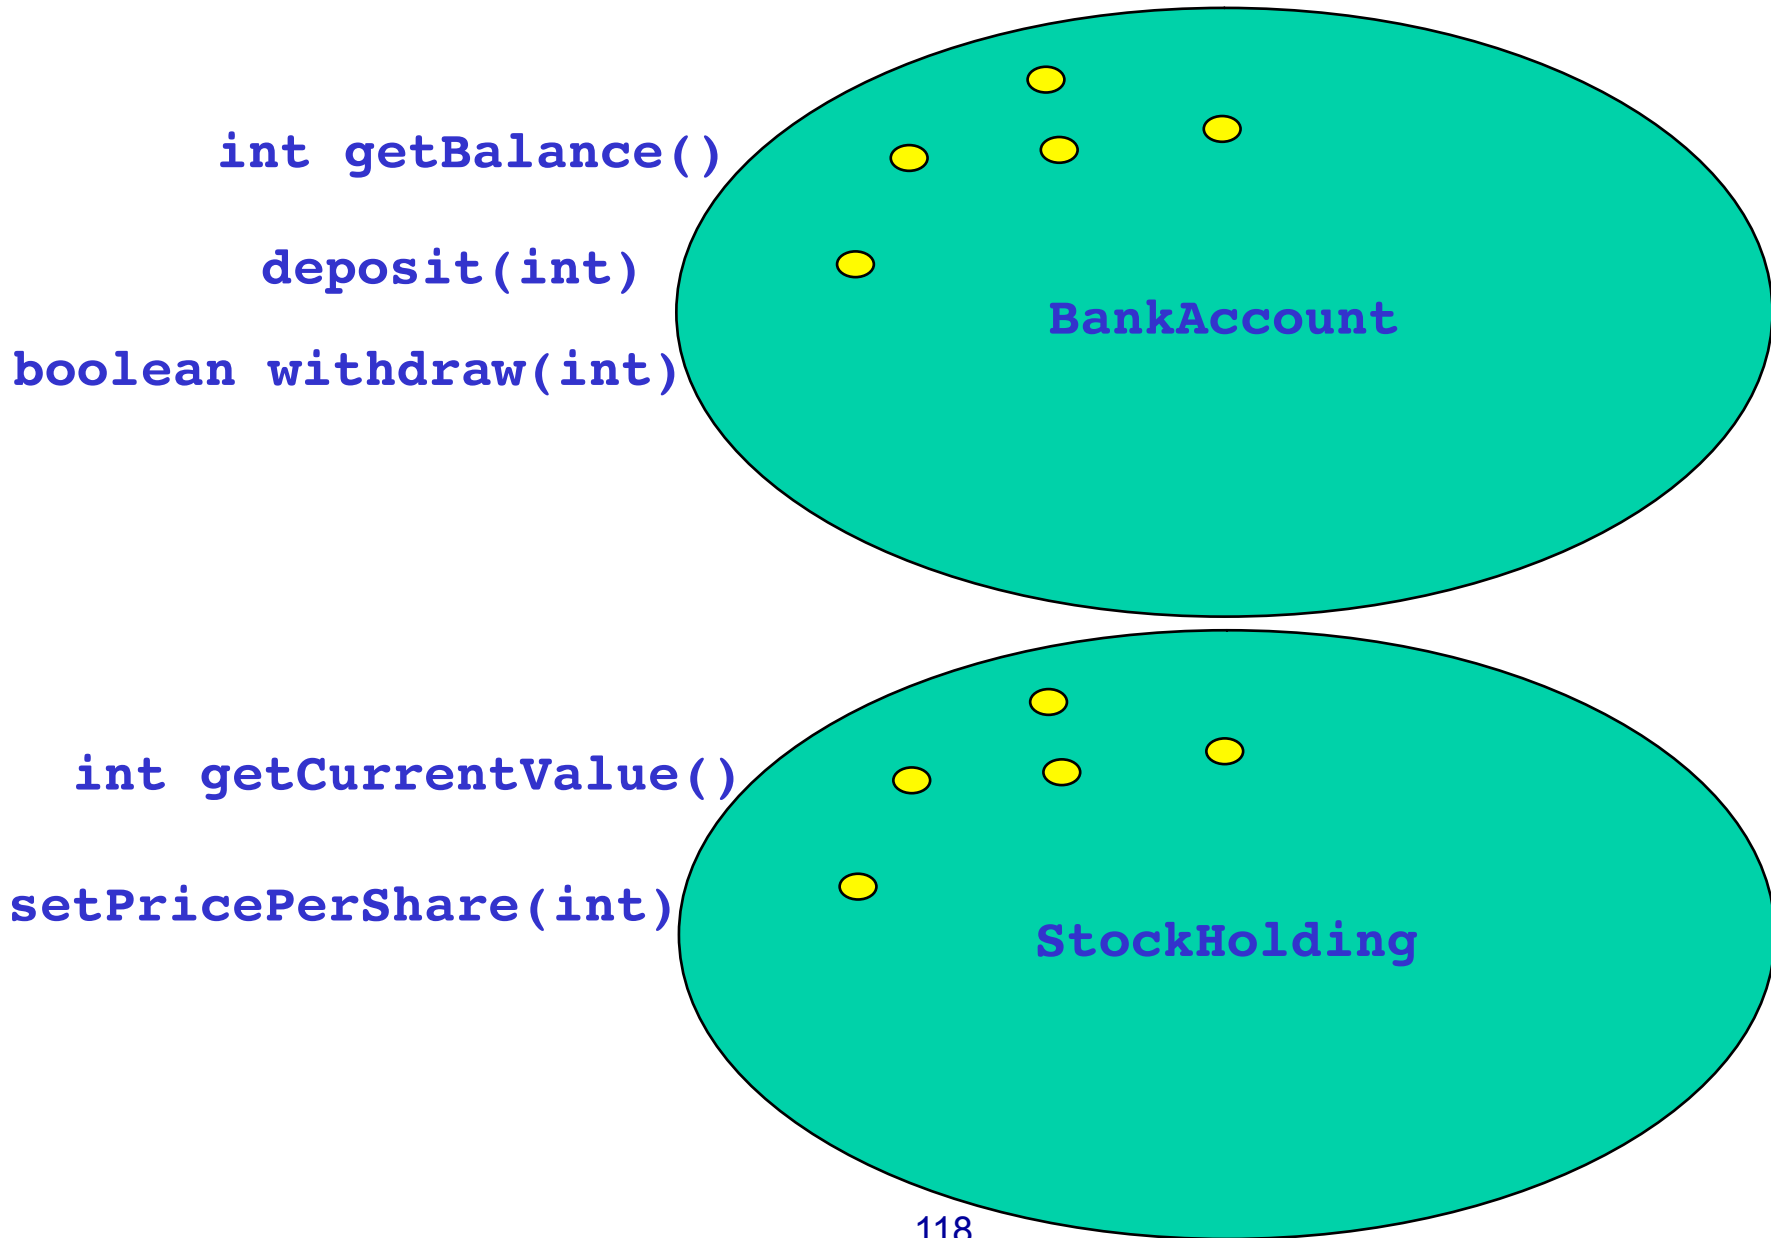 int getBalance()
deposit(int)
BankAccount
boolean withdraw(int)
int getCurrentValue()
setPricePerShare(int)
StockHolding
118